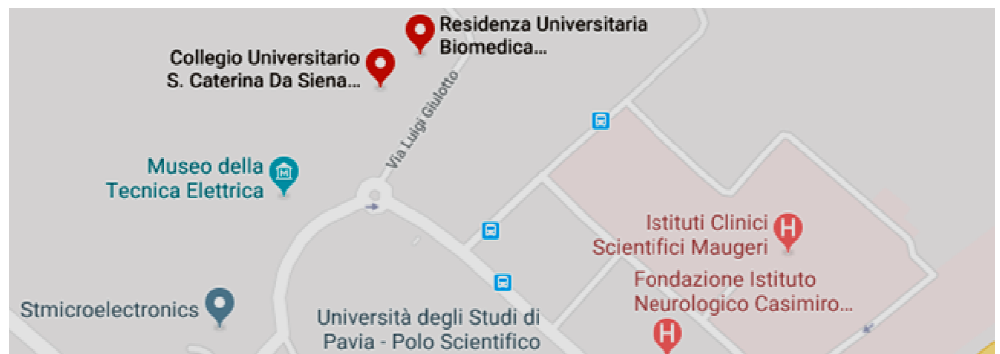 Residenza Universitaria
Biomedica...
Collegio Universitario
S. Caterina Da Siena...
Via Luigi Giulotto
Museo della
Tecnica Elettrica
M
Istituti Clinici
Scientifici Maugeri
H
Fondazione Istituto
Neurologico Casimiro...
H
Stmicroelectronics
Università degli Studi di
Pavia - Polo Scientifico